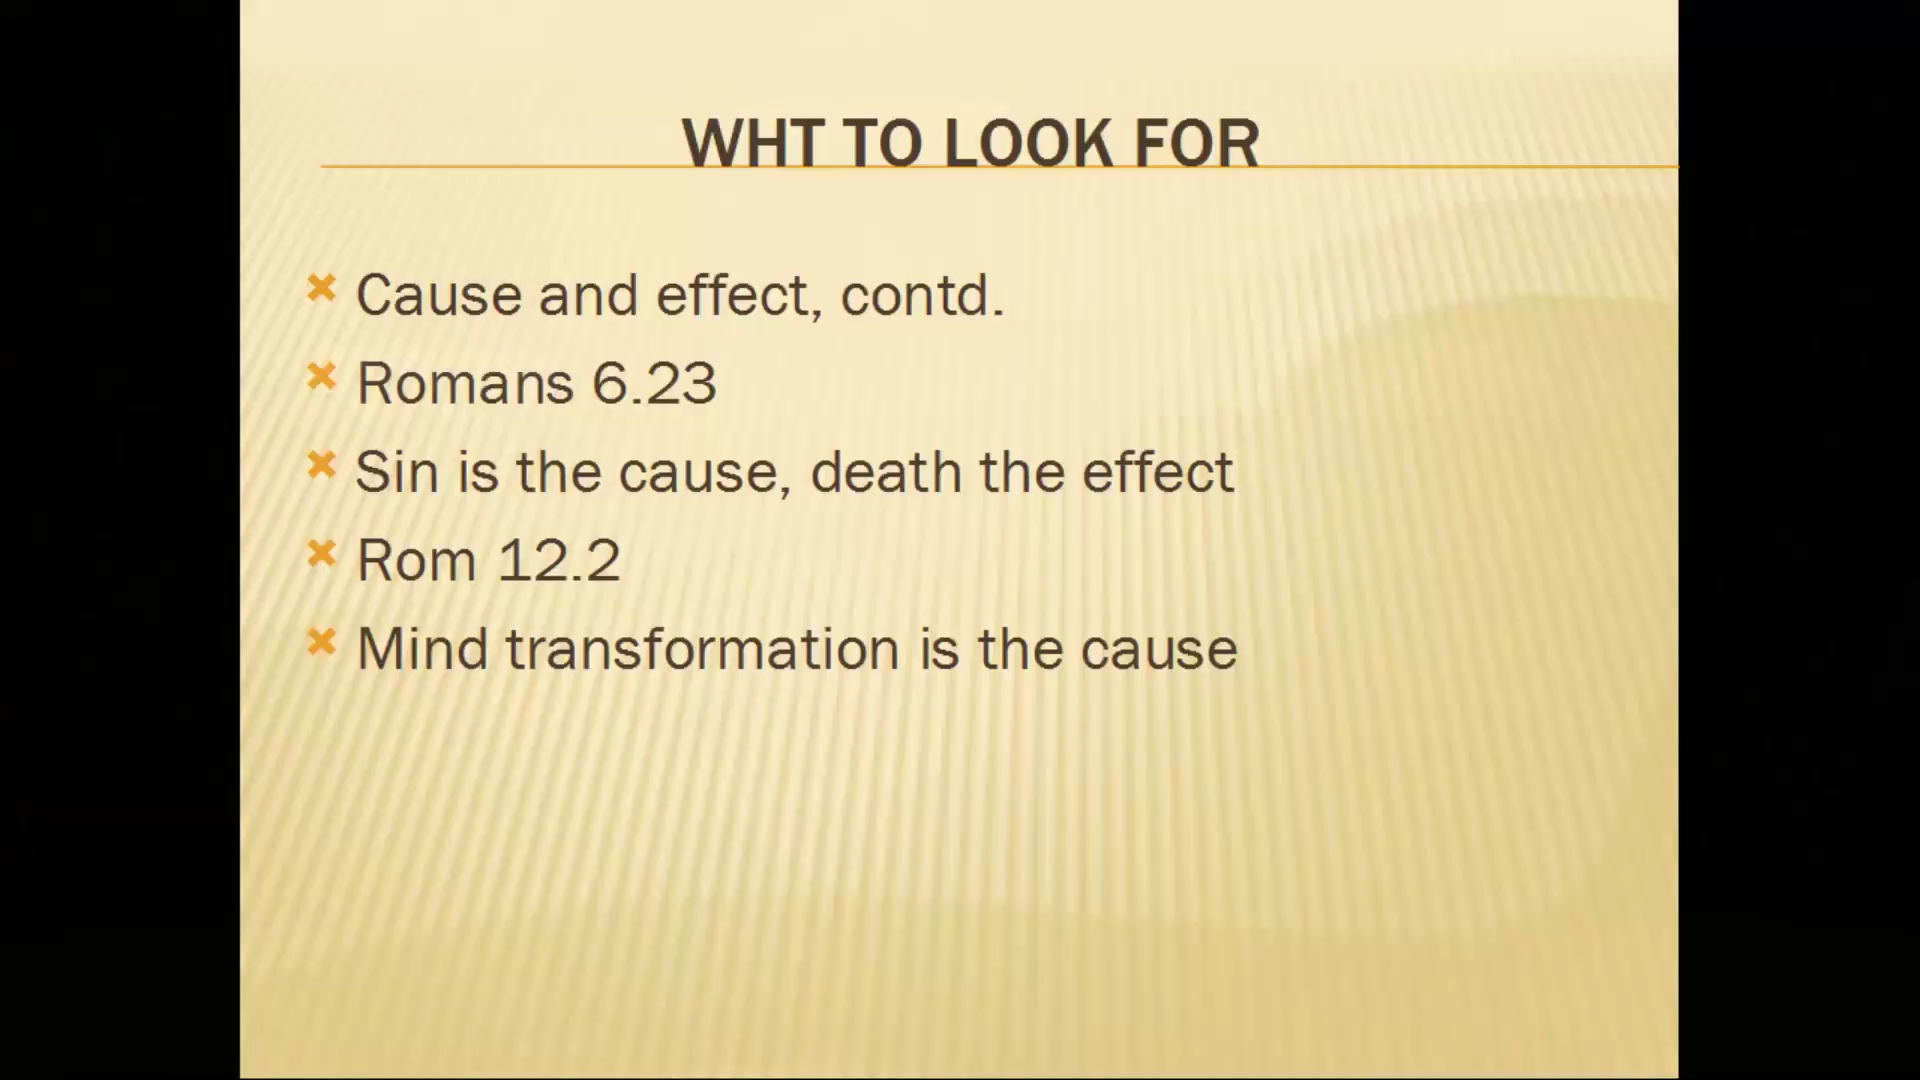 WHT TO LOOK FOR
Cause and effect, contd.
Romans 6.23
Sin is the cause, death the effect
Rom 12.2
Mind transformation is the cause